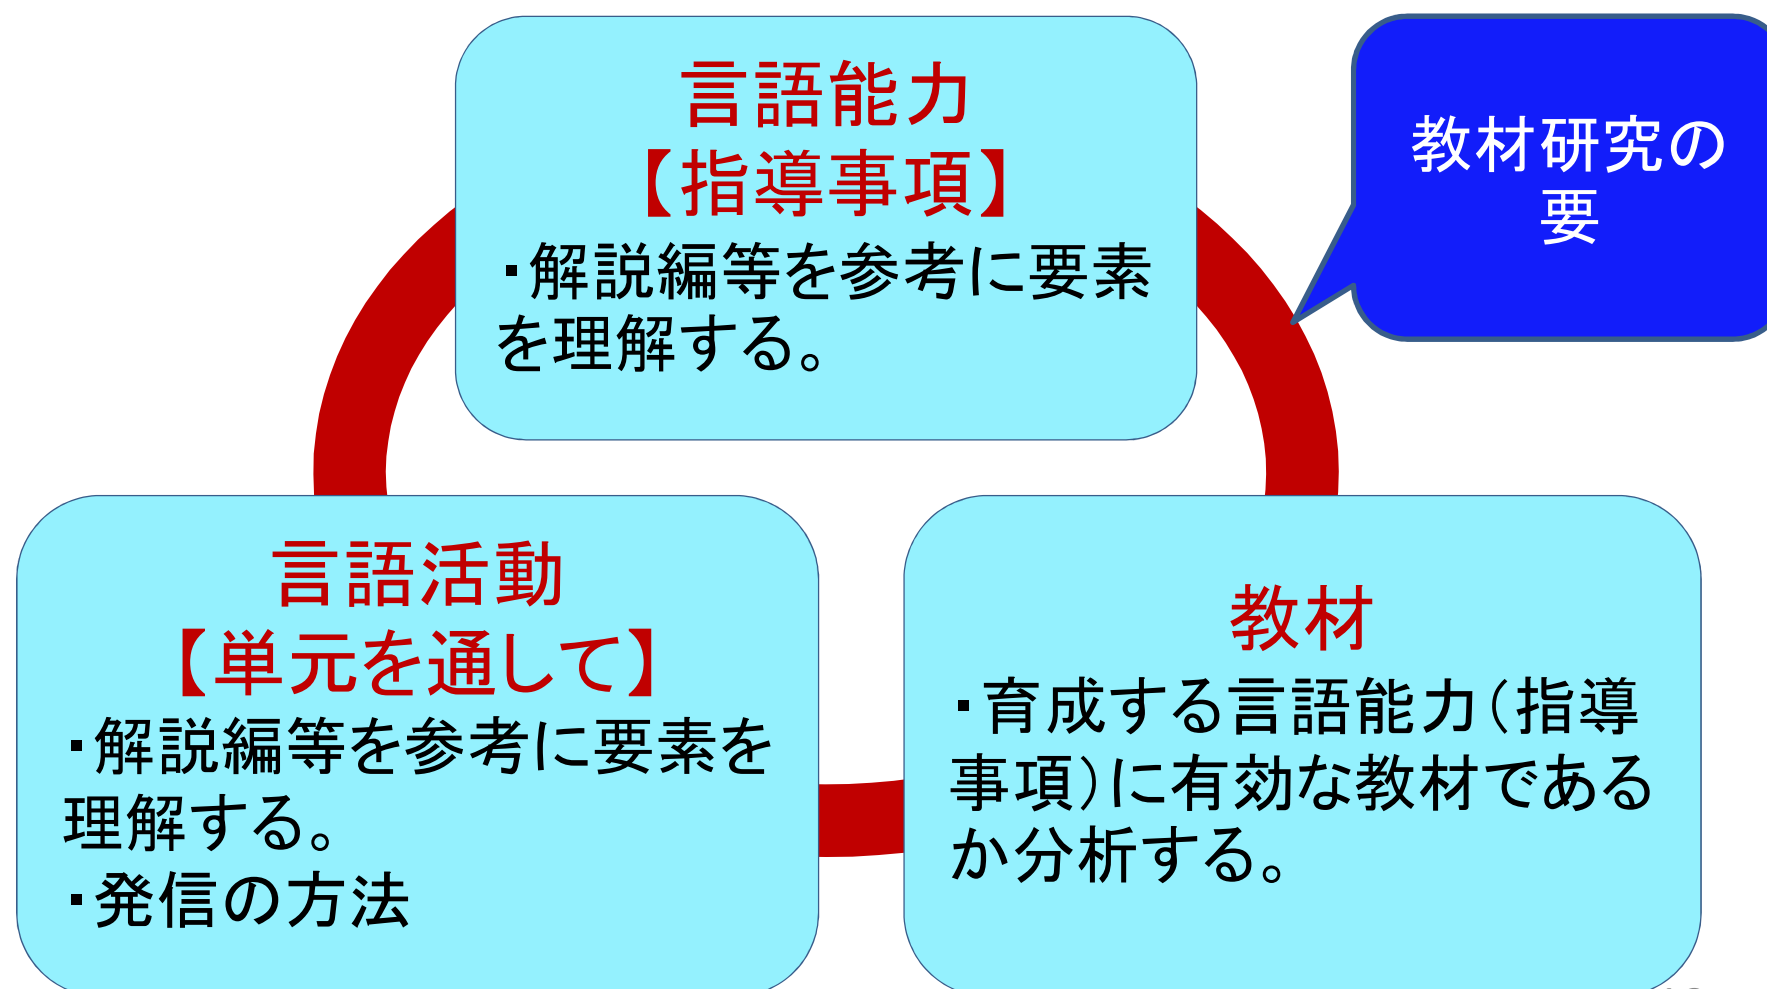 言語能力
【指導事項】
・解説編等を参考に要素
を理解する。
教材研究の
要
言語活動
【単元を通して】
・解説編等を参考に要素を
理解する。
・発信の方法
教材
・育成する言語能力（指導
事項）に有効な教材である
か分析する。